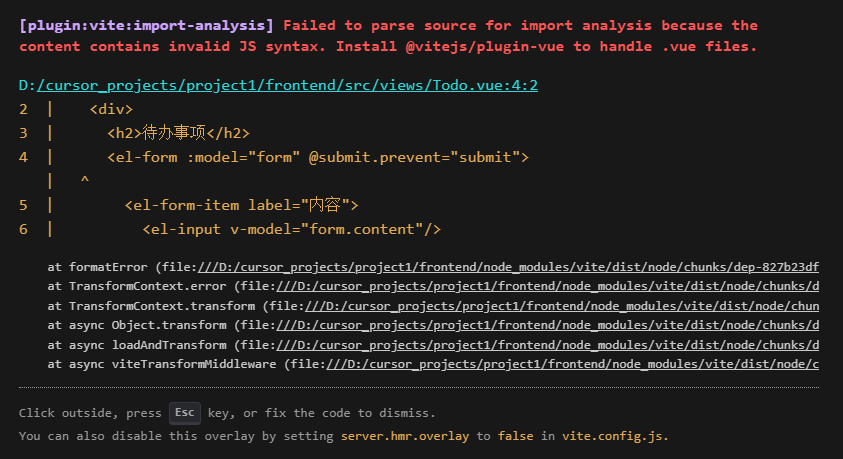 [plugin:vite:import-analysis] Failed to parse source for import analysis because the
content contains invalid JS syntax. Install @vitejs/plugin-vue to handle .vue files.
D:/cursor_projects/project1/frontend/src/views/Todo.vue:4:2
2  |    <div>
3  |      <h2>待办事项</h2>
4  |      <el-form :model="form" @submit.prevent="submit">
   |   ^
5  |        <el-form-item label="内容">
6  |          <el-input v-model="form.content"/>
at formatError (file:///D:/cursor_projects/project1/frontend/node_modules/vite/dist/node/chunks/dep-827b23df
at TransformContext.error (file:///D:/cursor_projects/project1/frontend/node_modules/vite/dist/node/chunks/d
at TransformContext.transform (file:///D:/cursor_projects/project1/frontend/node_modules/vite/dist/node/chun
at async Object.transform (file:///D:/cursor_projects/project1/frontend/node_modules/vite/dist/node/chunks/d
at async loadAndTransform (file:///D:/cursor_projects/project1/frontend/node_modules/vite/dist/node/chunks/d
at async viteTransformMiddleware (file:///D:/cursor_projects/project1/frontend/node_modules/vite/dist/node/c
Click outside, press Esc key, or fix the code to dismiss.
You can also disable this overlay by setting server.hmr.overlay to false in vite.config.js.